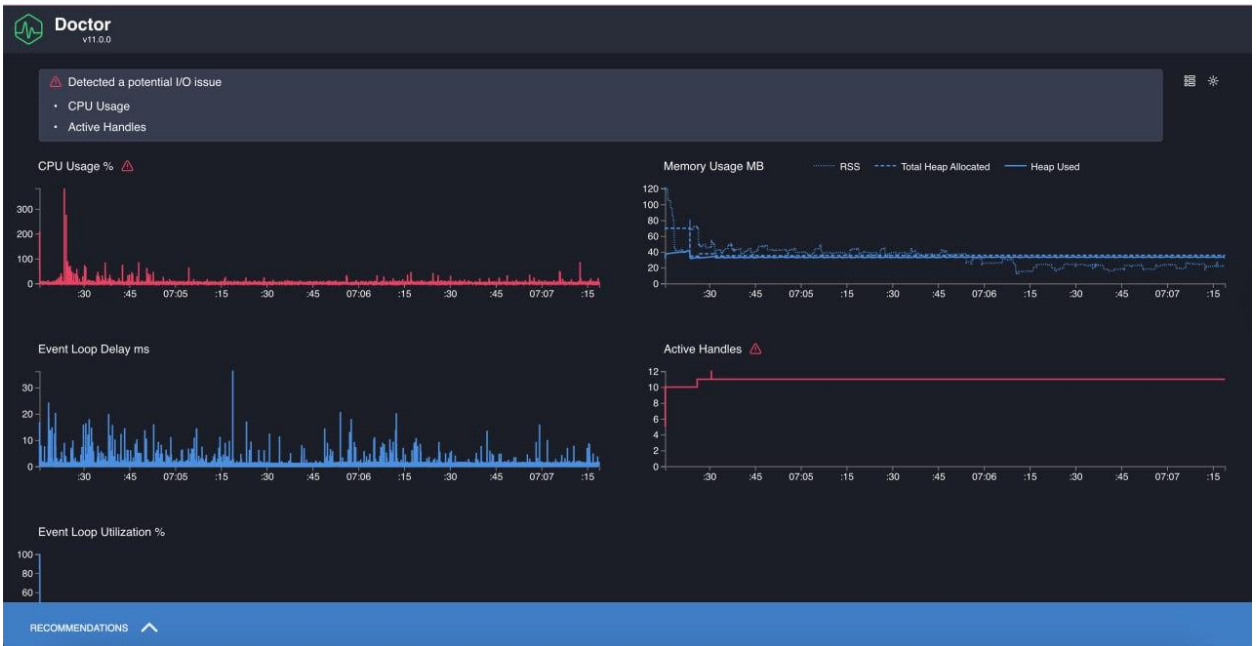 Doctor
v11.0.0
Detected a potential I/O issue
• CPU Usage
• Active Handles
CPU Usage %
300
200
100
0
:30 :45 07:05 :15 :30 :45 07:06 :15 :30 :45 07:07 :15
Memory Usage MB RSS Total Heap Allocated Heap Used
120
100
80
60
40
20
0
:30 :45 07:05 :15 :30 :45 07:06 :15 :30 :45 07:07 :15
Event Loop Delay ms
30
20
10
0
:30 :45 07:05 :15 :30 :45 07:06 :15 :30 :45 07:07 :15
Active Handles
12
10
8
6
4
2
0
:30 :45 07:05 :15 :30 :45 07:06 :15 :30 :45 07:07 :15
Event Loop Utilization %
100
80
60
RECOMMENDATIONS